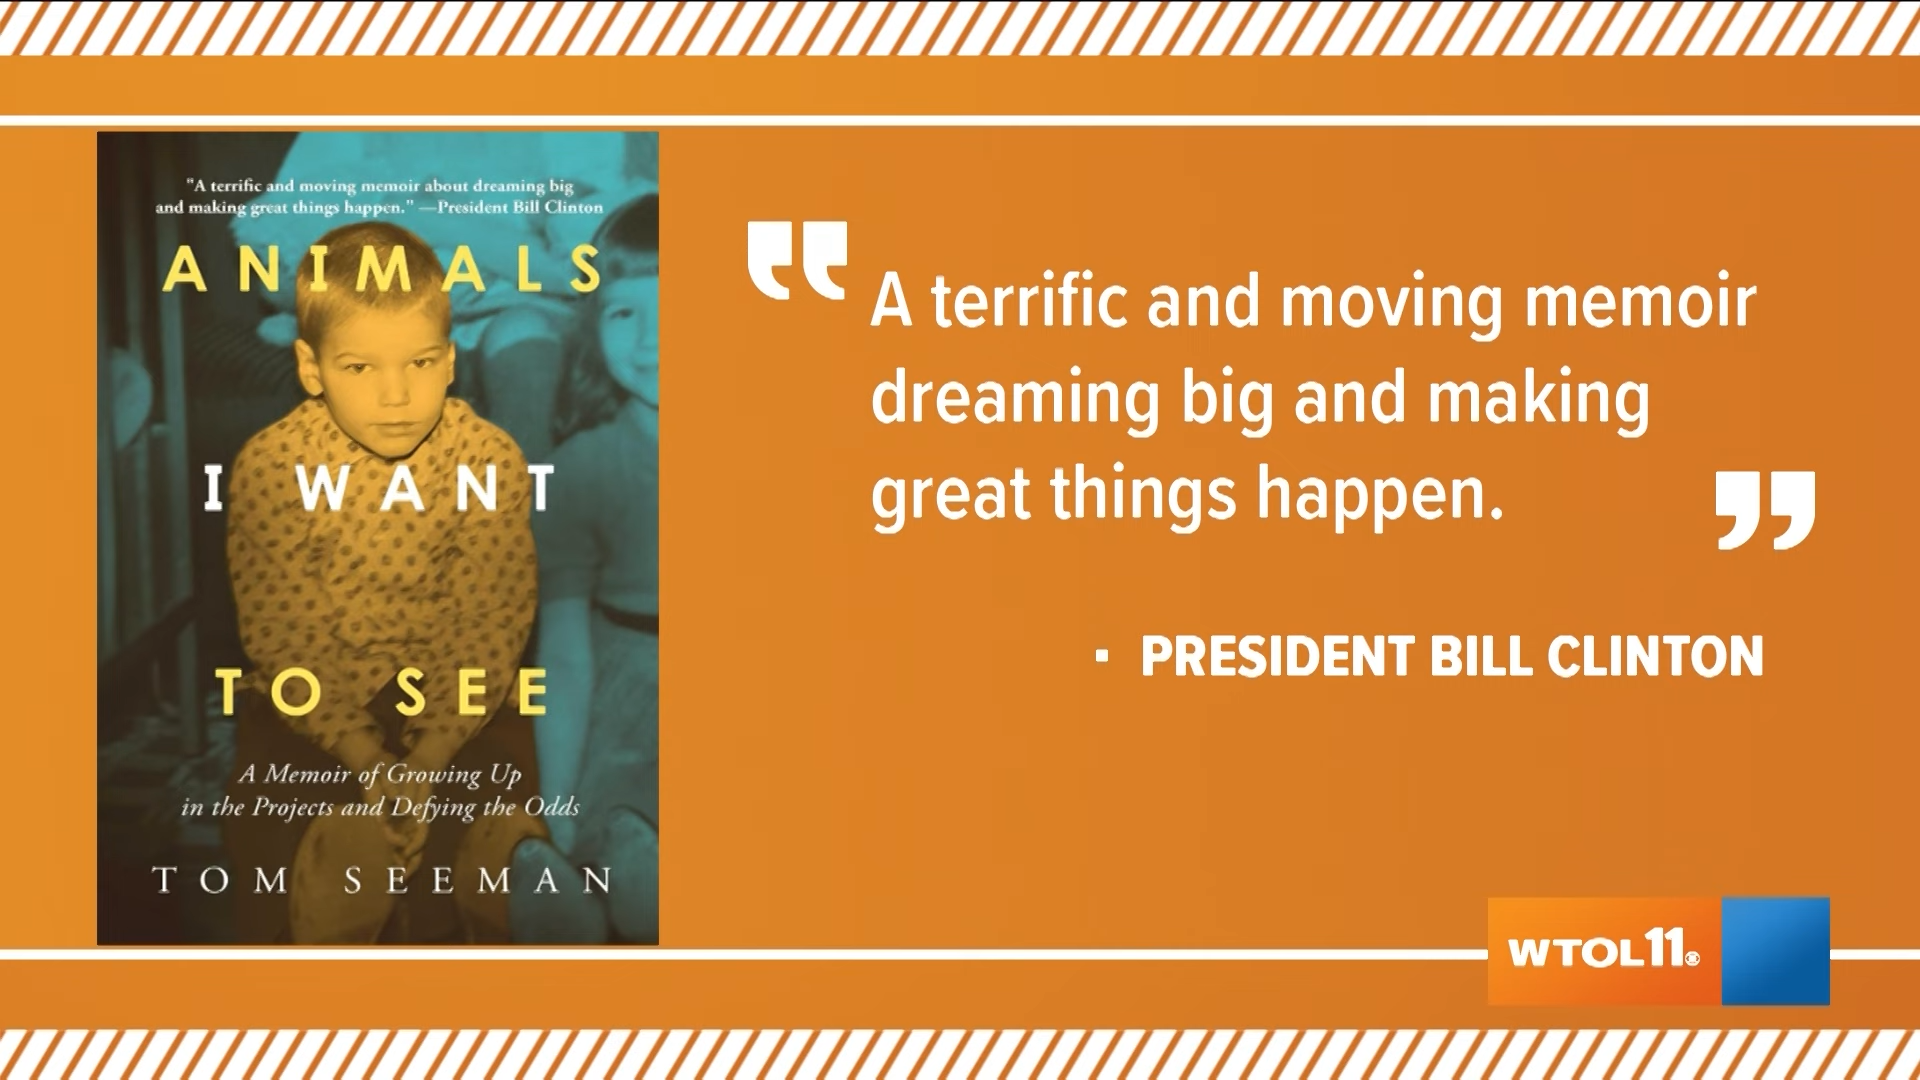 "A terrific and moving memoir about dreaming big
and making great things happen." —President Bill Clinton
ANIMALS
I WANT
TO SEE
A Memoir of Growing Up
in the Projects and Defying the Odds
TOM SEEMAN
“A terrific and moving memoir
dreaming big and making
great things happen.”
▪ PRESIDENT BILL CLINTON
WTOL11